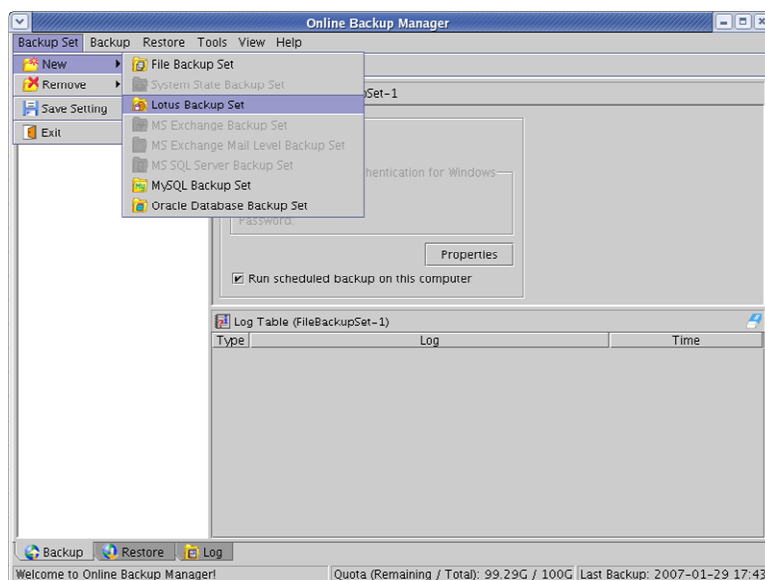 Online Backup Manager
Backup Set Backup Restore Tools View Help
New
Remove
Save Setting
Exit
File Backup Set
System State Backup Set
Lotus Backup Set
MS Exchange Backup Set
MS Exchange Mail Level Backup Set
MS SQL Server Backup Set
MySQL Backup Set
Oracle Database Backup Set
Set-1
hentication for Windows
Password:
Properties
Run scheduled backup on this computer
Log Table (FileBackupSet-1)
Type Log Time
Backup Restore Log
Welcome to Online Backup Manager! Quota (Remaining / Total): 99.29G / 100G Last Backup: 2007-01-29 17:43